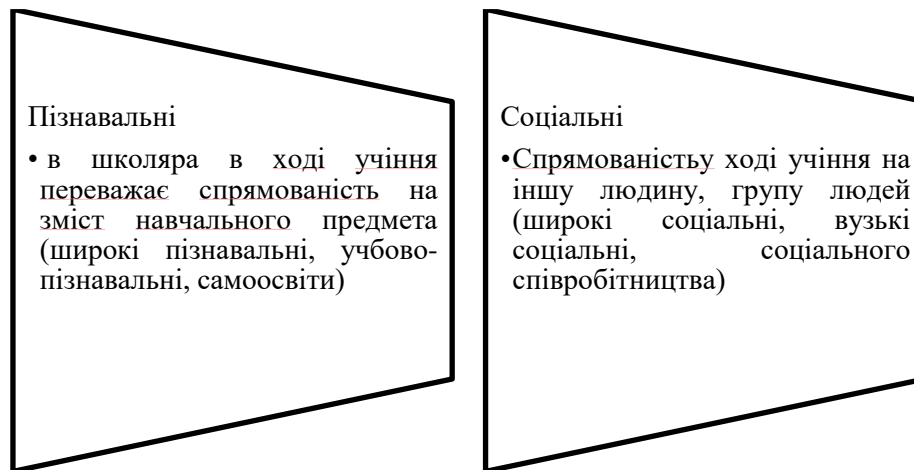 Пізнавальні
• в школяра в ході учіння
переважає спрямованість на
зміст навчального предмета
(широкі пізнавальні, учбово-
пізнавальні, самоосвіти)
Соціальні
•Спрямованістьу ході учіння на
іншу людину, групу людей
(широкі соціальні, вузькі
соціальні, соціального
співробітництва)